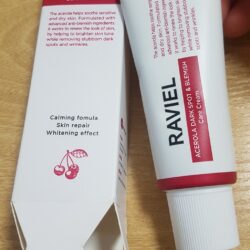 The acerola helps soothe sensitive
and dry skin. Formulated with
advanced anti-blemish ingredients,
it works to renew the look of skin,
by helping to brighten skin tone
while removing stubborn dark
spots and wrinkles.
Calming fomula
Skin repair
Whitening effect
RAVIEL
ACEROLA DARK SPOT & BLEMISH
Care Cream